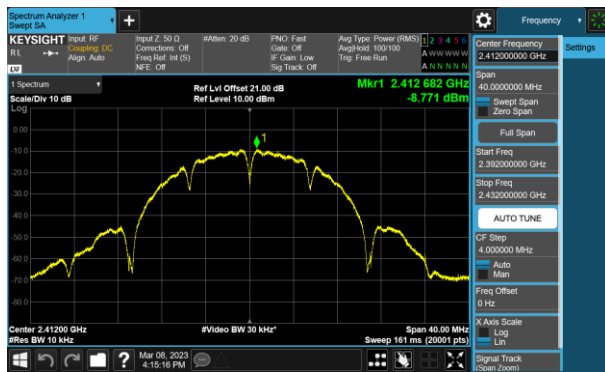 Spectrum Analyzer 1
Swept SA
+
Frequency
KEYSIGHT
RL
LXI
Input: RF
Coupling: DC
Align: Auto
Input Z: 50 Ω
Corrections: Off
Freq Ref: Int (S)
NFE: Off
#Atten: 20 dB
PNO: Fast
Gate: Off
IF Gain: Low
Sig Track: Off
Avg Type: Power (RMS)
Avg|Hold: 100/100
Trig: Free Run
1 2 3 4 5 6
A W W W W W
A N N N N N
1 Spectrum
Scale/Div 10 dB
Log
Ref Lvl Offset 21.00 dB
Ref Level 10.00 dBm
Mkr1 2.412 682 GHz
-8.771 dBm
1
0.00
-10.0
-20.0
-30.0
-40.0
-50.0
-60.0
-70.0
-80.0
Center 2.41200 GHz
#Res BW 10 kHz
#Video BW 30 kHz*
Span 40.00 MHz
Sweep 161 ms (20001 pts)
?
Mar 08, 2023
4:15:16 PM
Center Frequency
2.412000000 GHz
Span
40.0000000 MHz
Swept Span
Zero Span
Full Span
Start Freq
2.392000000 GHz
Stop Freq
2.432000000 GHz
AUTO TUNE
CF Step
4.000000 MHz
Auto
Man
Freq Offset
0 Hz
X Axis Scale
Log
Lin
Signal Track
(Span Zoom)
Settings